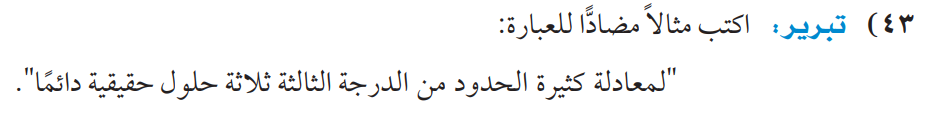 ٤٣) تبرير: اكتب مثالاً مضادًّا للعبارة:
"لمعادلة كثيرة الحدود من الدرجة الثالثة ثلاثة حلول حقيقية دائمًا".